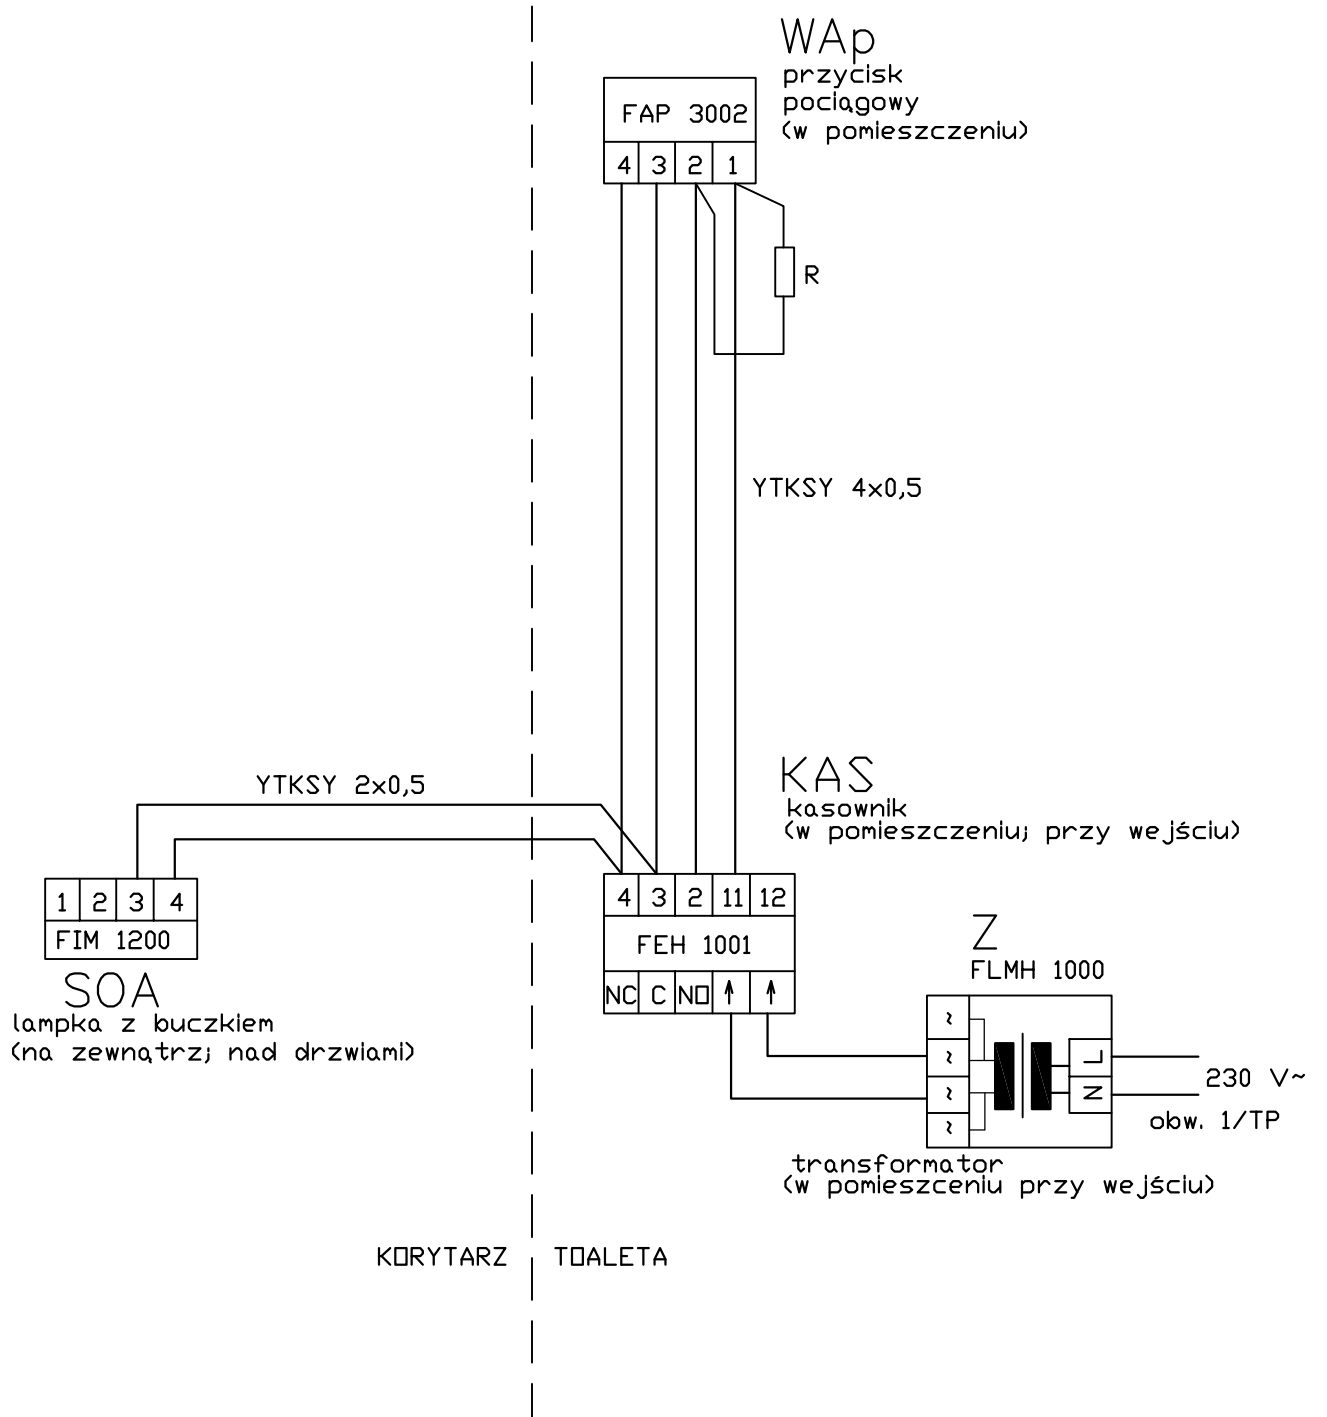 WAp
przycisk
pociągowy
(w pomieszczeniu)
FAP 3002
4 3 2 1
R
YTKSY 4x0,5
YTKSY 2x0,5
KAS
kasownik
(w pomieszczeniu; przy wejściu)
1 2 3 4
FIM 1200
SOA
lampka z buczkiem
(na zewnątrz; nad drzwiami)
4 3 2 11 12
FEH 1001
NC C NO ↑ ↑
Z
FLMH 1000
~
~
~
~
L
N
230 V~
obw. 1/TP
transformator
(w pomieszceniu przy wejściu)
KORYTARZ TOALETA